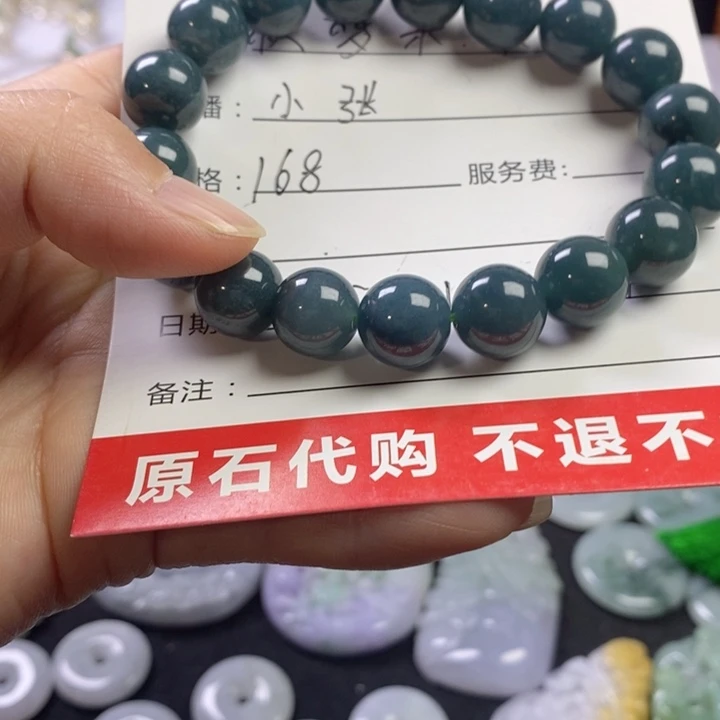 播：小张
格：168 服务费:
日期
备注：
原石代购 不退不